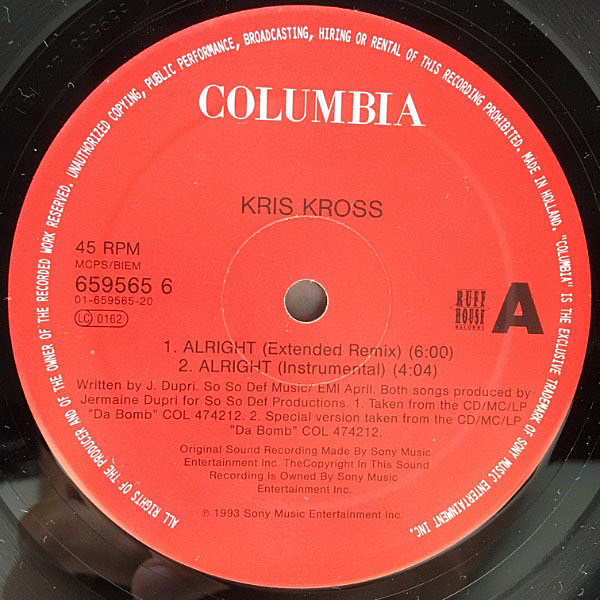 ALL RIGHTS OF THE PRODUCER AND OF THE OWNER OF THE RECORDED WORK RESERVED. UNAUTHORIZED COPYING, PUBLIC PERFORMANCE, BROADCASTING, HIRING OR RENTAL OF THIS RECORDING PROHIBITED. MADE IN HOLLAND. "COLUMBIA" IS THE EXCLUSIVE TRADEMARK OF SONY MUSIC ENTERTAINMENT INC.
COLUMBIA
KRIS KROSS
45 RPM
MCPS/BIEM
659565 6
01-659565-20
LC 0162
RUFF
HOUSE
RECORDS
A
1. ALRIGHT (Extended Remix) (6:00)
2. ALRIGHT (Instrumental) (4:04)
Written by J. Dupri. So So Def Music/ EMI April. Both songs produced by
Jermaine Dupri for So So Def Productions. 1. Taken from the CD/MC/LP
"Da Bomb" COL 474212. 2. Special version taken from the CD/MC/LP
"Da Bomb" COL 474212.
Original Sound Recording Made By Sony Music
Entertainment Inc. TheCopyright In This Sound
Recording Is Owned By Sony Music
Entertainment Inc.
℗ 1993 Sony Music Entertainment Inc.